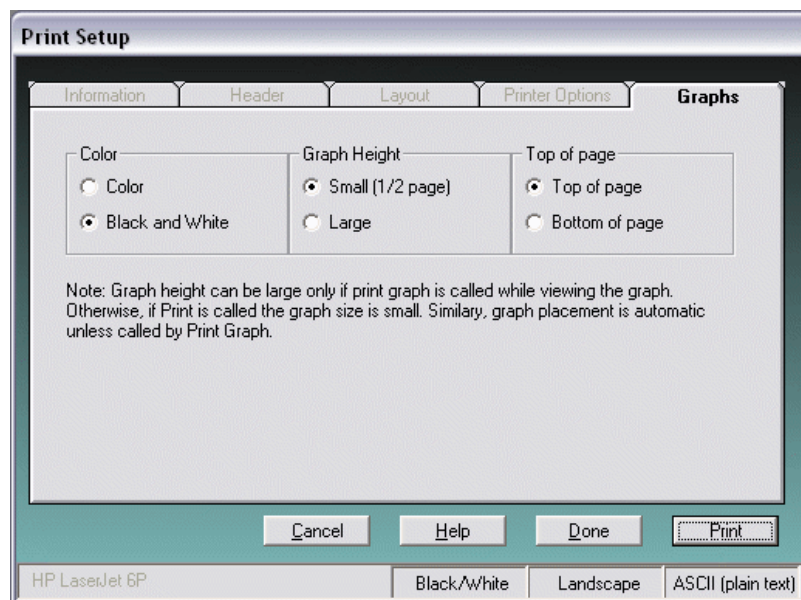 Print Setup
Information Header Layout Printer Options Graphs
Color Graph Height Top of page
Color Small (1/2 page) Top of page
Black and White Large Bottom of page
Note: Graph height can be large only if print graph is called while viewing the graph.
Otherwise, if Print is called the graph size is small. Similary, graph placement is automatic
unless called by Print Graph.
Cancel Help Done Print
HP LaserJet 6P Black/White Landscape ASCII (plain text)